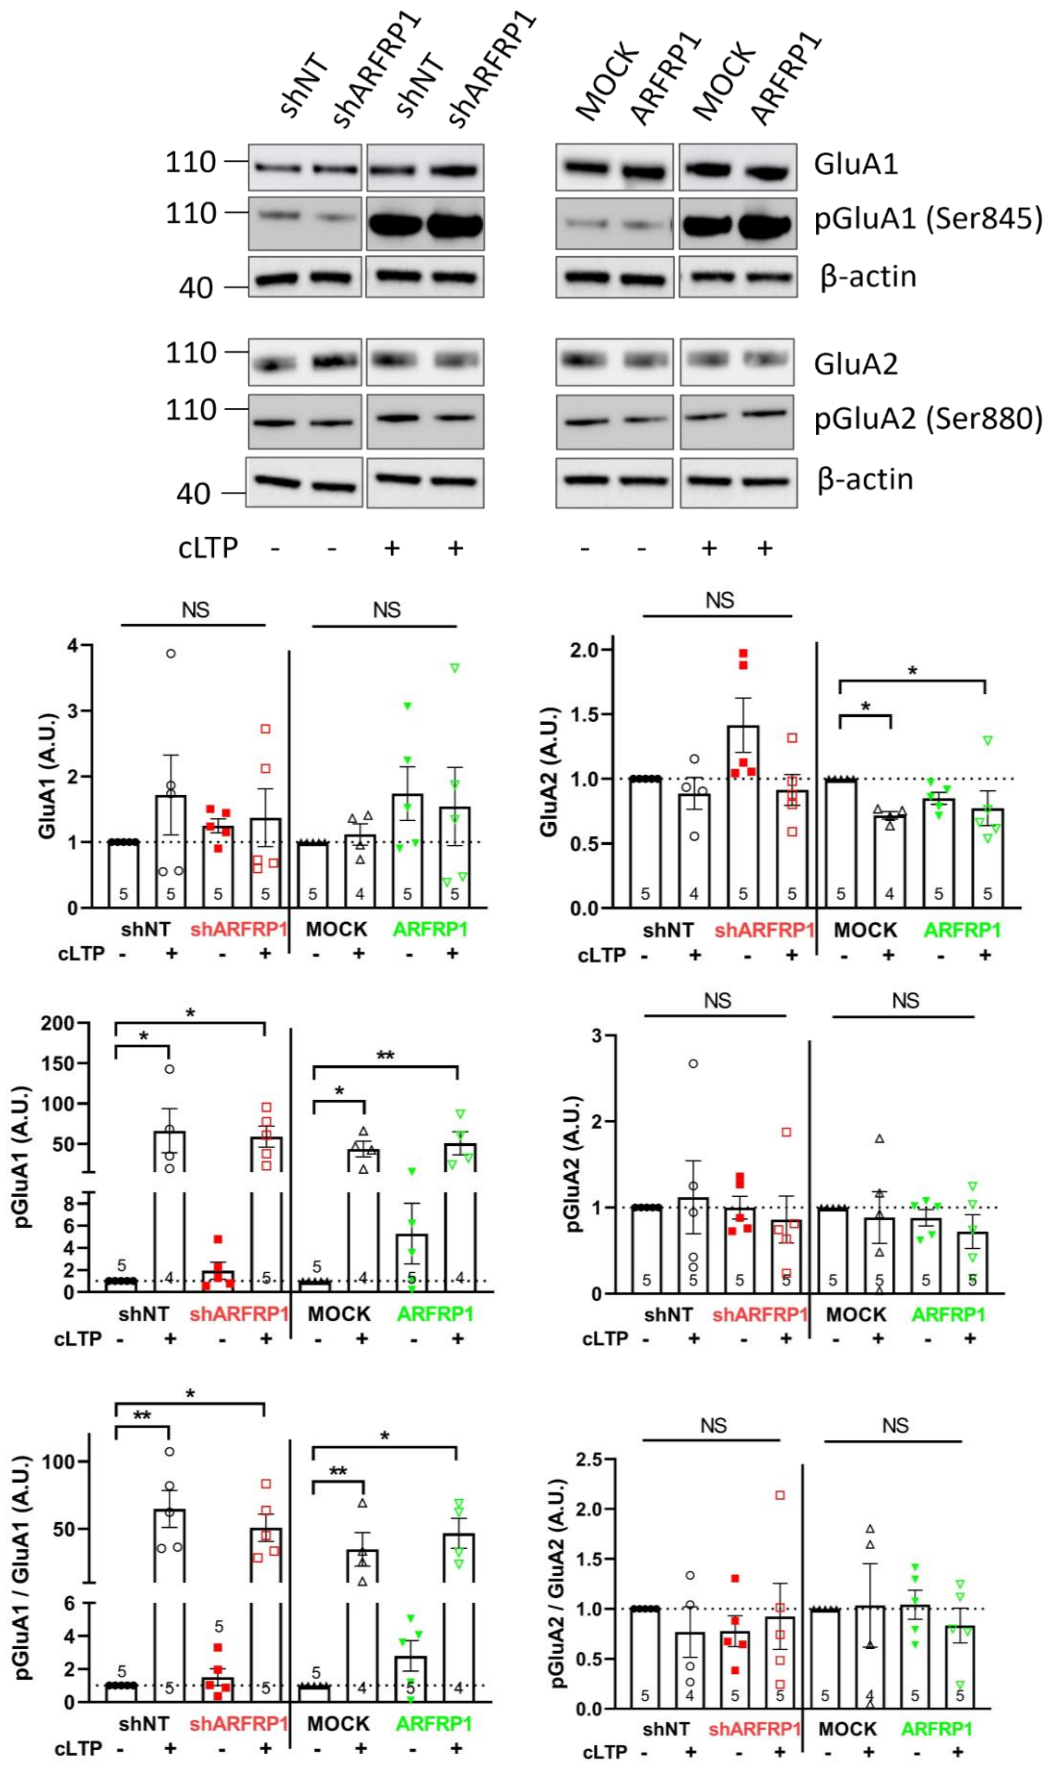 shNT shARFRP1 shNT shARFRP1 MOCK ARFRP1 MOCK ARFRP1
110 GluA1
110 pGluA1 (Ser845)
40 β-actin
110 GluA2
110 pGluA2 (Ser880)
40 β-actin
cLTP - - + + - - + +
NS NS
GluA1 (A.U.)
4
3
2
1
0
5 5 5 5 5 4 5 5
shNT shARFRP1 MOCK ARFRP1
cLTP - + - + - + - +
NS * *
GluA2 (A.U.)
2.0
1.5
1.0
0.5
0.0
5 4 5 5 5 4 5 5
shNT shARFRP1 MOCK ARFRP1
cLTP - + - + - + - +
* * * **
pGluA1 (A.U.)
200
150
100
50
8
6
4
2
0
5 4 5 5 5 4 5 4
shNT shARFRP1 MOCK ARFRP1
cLTP - + - + - + - +
NS NS
pGluA2 (A.U.)
3
2
1
0
5 5 5 5 5 5 5 5
shNT shARFRP1 MOCK ARFRP1
cLTP - + - + - + - +
** * ** *
pGluA1 / GluA1 (A.U.)
100
50
6
4
2
0
5 5 5 5 5 4 5 4
shNT shARFRP1 MOCK ARFRP1
cLTP - + - + - + - +
NS NS
pGluA2 / GluA2 (A.U.)
2.5
2.0
1.5
1.0
0.5
0.0
5 4 5 5 5 4 5 5
shNT shARFRP1 MOCK ARFRP1
cLTP - + - + - + - +